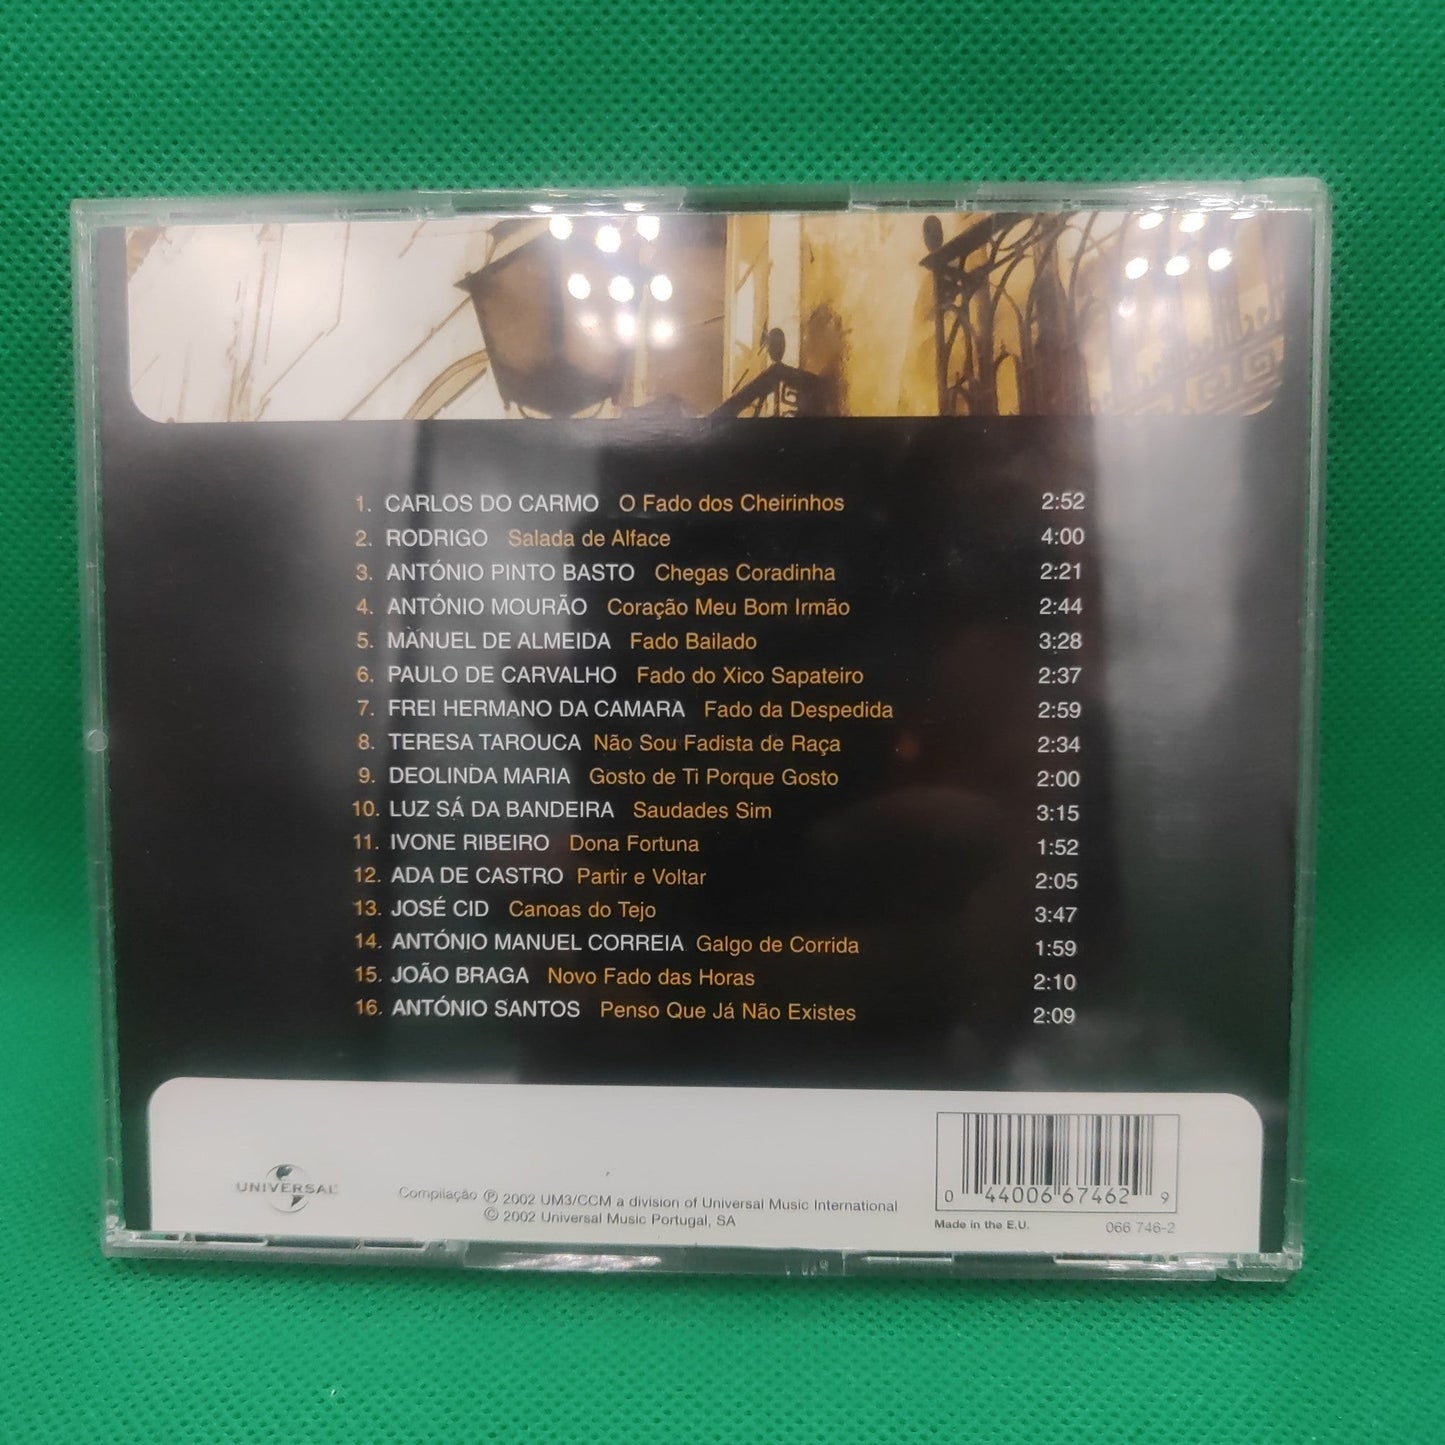 1. CARLOS DO CARMO O Fado dos Cheirinhos 2:52
2. RODRIGO Salada de Alface 4:00
3. ANTÓNIO PINTO BASTO Chegas Coradinha 2:21
4. ANTÓNIO MOURÃO Coração Meu Bom Irmão 2:44
5. MANUEL DE ALMEIDA Fado Bailado 3:28
6. PAULO DE CARVALHO Fado do Xico Sapateiro 2:37
7. FREI HERMANO DA CAMARA Fado da Despedida 2:59
8. TERESA TAROUCA Não Sou Fadista de Raça 2:34
9. DEOLINDA MARIA Gosto de Ti Porque Gosto 2:00
10. LUZ SÁ DA BANDEIRA Saudades Sim 3:15
11. IVONE RIBEIRO Dona Fortuna 1:52
12. ADA DE CASTRO Partir e Voltar 2:05
13. JOSÉ CID Canoas do Tejo 3:47
14. ANTÓNIO MANUEL CORREIA Galgo de Corrida 1:59
15. JOÃO BRAGA Novo Fado das Horas 2:10
16. ANTÓNIO SANTOS Penso Que Já Não Existes 2:09
UNIVERSAL
Compilação ℗ 2002 UM3/CCM a division of Universal Music International
© 2002 Universal Music Portugal, SA
0 44006 67462 9
Made in the E.U. 066 746-2